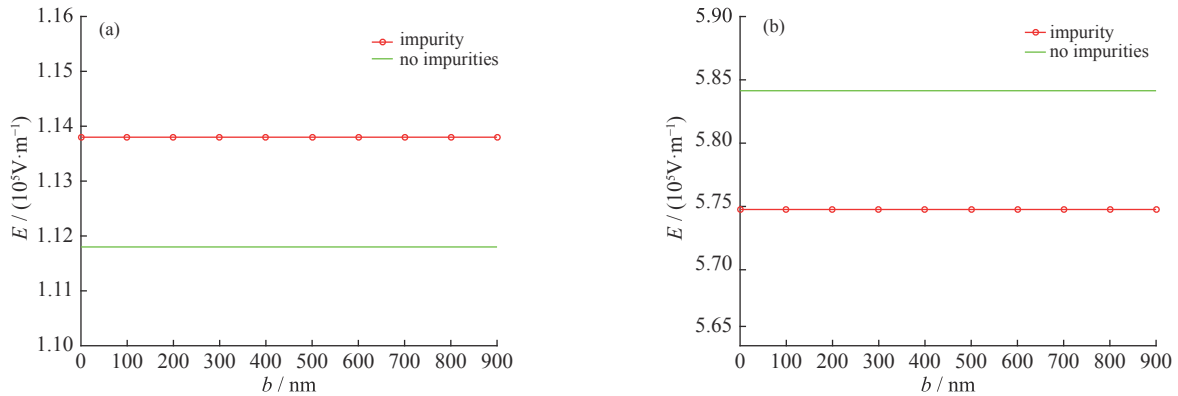 (a)
impurity
no impurities
1.16
1.15
1.14
1.13
1.12
1.11
1.10
E / (10⁵V·m⁻¹)
0 100 200 300 400 500 600 700 800 900
b / nm
(b)
impurity
no impurities
5.90
5.85
5.80
5.75
5.70
5.65
E / (10⁵V·m⁻¹)
0 100 200 300 400 500 600 700 800 900
b / nm